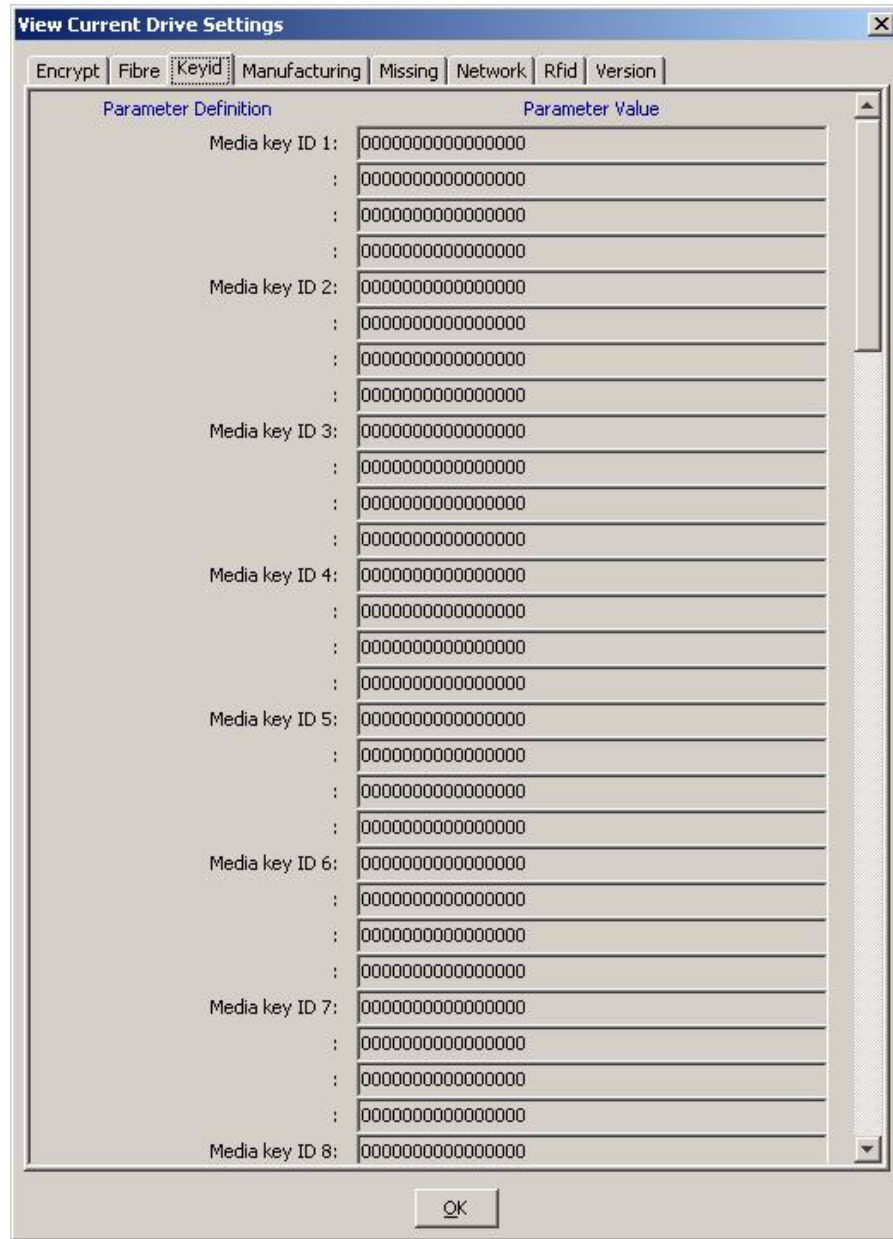 View Current Drive Settings
Encrypt Fibre Keyid Manufacturing Missing Network Rfid Version
Parameter Definition Parameter Value
Media key ID 1: 0000000000000000
: 0000000000000000
: 0000000000000000
: 0000000000000000
Media key ID 2: 0000000000000000
: 0000000000000000
: 0000000000000000
: 0000000000000000
Media key ID 3: 0000000000000000
: 0000000000000000
: 0000000000000000
: 0000000000000000
Media key ID 4: 0000000000000000
: 0000000000000000
: 0000000000000000
: 0000000000000000
Media key ID 5: 0000000000000000
: 0000000000000000
: 0000000000000000
: 0000000000000000
Media key ID 6: 0000000000000000
: 0000000000000000
: 0000000000000000
: 0000000000000000
Media key ID 7: 0000000000000000
: 0000000000000000
: 0000000000000000
: 0000000000000000
Media key ID 8: 0000000000000000
OK